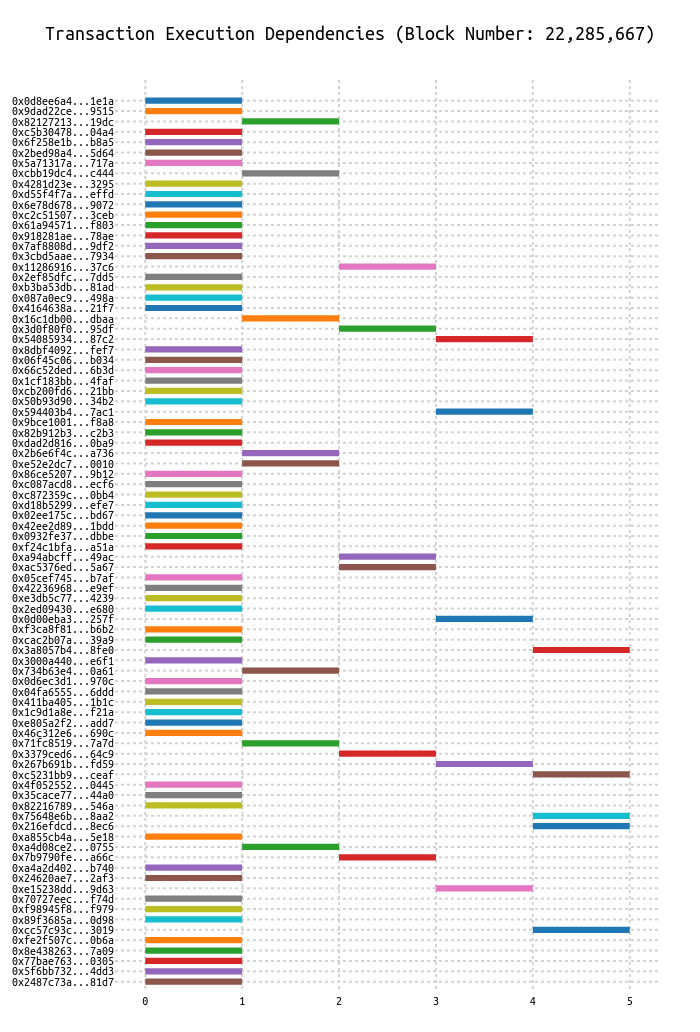 Transaction Execution Dependencies (Block Number: 22,285,667)
0x0d8ee6a4...1e1a
0x9dad22ce...9515
0x82127213...19dc
0xc5b30478...04a4
0x6f258e1b...b8a5
0x2bed98a4...5d64
0x5a71317a...717a
0xcbb19dc4...c444
0x4281d23e...3295
0xd55f4f7a...effd
0x6e78d678...9072
0xc2c51507...3ceb
0x61a94571...f803
0x918281ae...78ae
0x7af8808d...9df2
0x3cbd5aae...7934
0x11286916...37c6
0x2ef85dfc...7dd5
0xb3ba53db...81ad
0x087a0ec9...498a
0x4164638a...21f7
0x16c1db00...dbaa
0x3d0f80f0...95df
0x54085934...87c2
0x8dbf4092...fef7
0x06f45c06...b034
0x66c52ded...6b3d
0x1cf183bb...4faf
0xcb200fd6...21bb
0x50b93d90...34b2
0x594403b4...7ac1
0x9bce1001...f8a8
0x82b912b3...c2b3
0xdad2d816...0ba9
0x2b6e6f4c...a736
0xe52e2dc7...0010
0x86ce5207...9b12
0xc087acd8...ecf6
0xc872359c...0bb4
0xd18b5299...efe7
0x02ee175c...bd67
0x42ee2d89...1bdd
0x0932fe37...dbbe
0xf24c1bfa...a51a
0xa94abcff...49ac
0xac5376ed...5a67
0x05cef745...b7af
0x42236968...e9ef
0xe3db5c77...4239
0x2ed09430...e680
0x0d00eba3...257f
0xf3ca8f81...b6b2
0xcac2b07a...39a9
0x3a8057b4...8fe0
0x3000a440...e6f1
0x734b63e4...0a61
0x0d6ec3d1...970c
0x04fa6555...6ddd
0x411ba405...1b1c
0x1c9d1a8e...f21a
0xe805a2f2...add7
0x46c312e6...690c
0x71fc8519...7a7d
0x3379ced6...64c9
0x267b691b...fd59
0xc5231bb9...ceaf
0x4f052552...0445
0x35cace77...44a0
0x82216789...546a
0x75648e6b...8aa2
0x216efdcd...8ec6
0xa855cb4a...5e18
0xa4d08ce2...0755
0x7b9790fe...a66c
0xa4a2d402...b740
0x24620ae7...2af3
0xe15238dd...9d63
0x70727eec...f74d
0xf98945f8...f979
0x89f3685a...0d98
0xcc57c93c...3019
0xfe2f507c...0b6a
0x8e438263...7a09
0x77bae763...0305
0x5f6bb732...4dd3
0x2487c73a...81d7
0 1 2 3 4 5